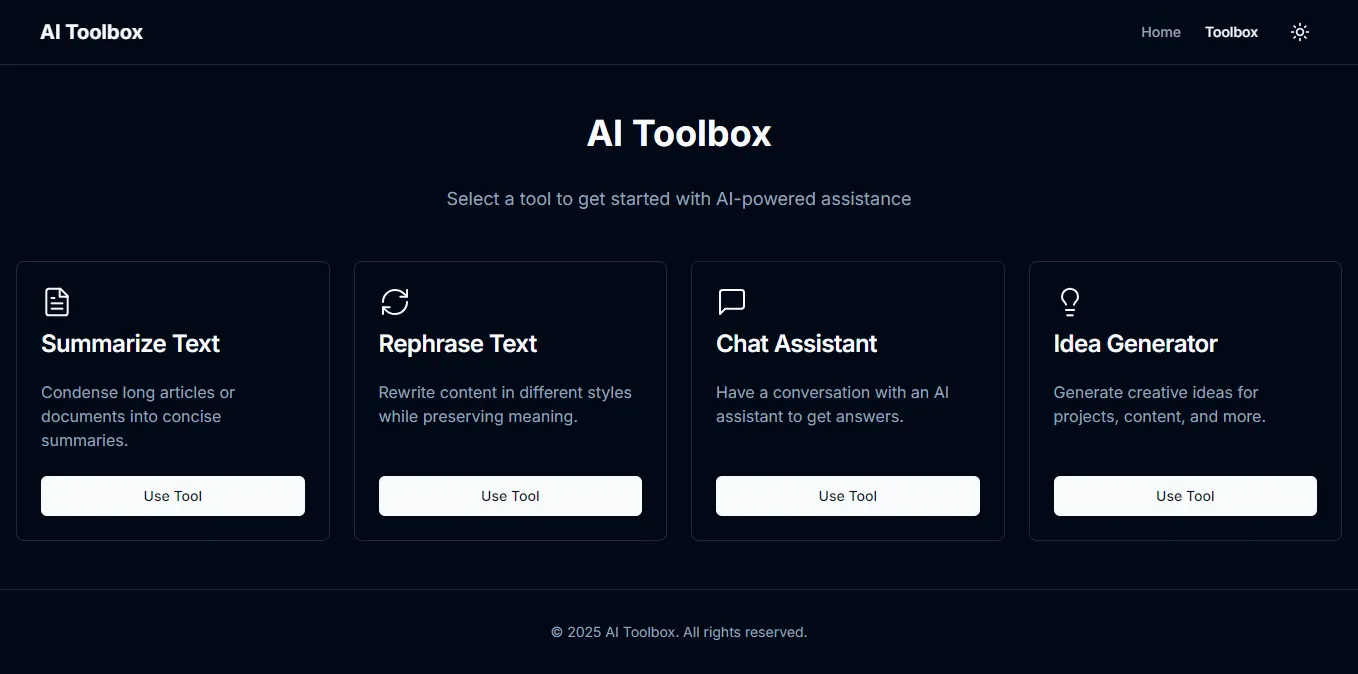 AI Toolbox
Home
Toolbox
AI Toolbox
Select a tool to get started with AI-powered assistance
Summarize Text
Condense long articles or
documents into concise
summaries.
Use Tool
Rephrase Text
Rewrite content in different styles
while preserving meaning.
Use Tool
Chat Assistant
Have a conversation with an AI
assistant to get answers.
Use Tool
Idea Generator
Generate creative ideas for
projects, content, and more.
Use Tool
© 2025 AI Toolbox. All rights reserved.